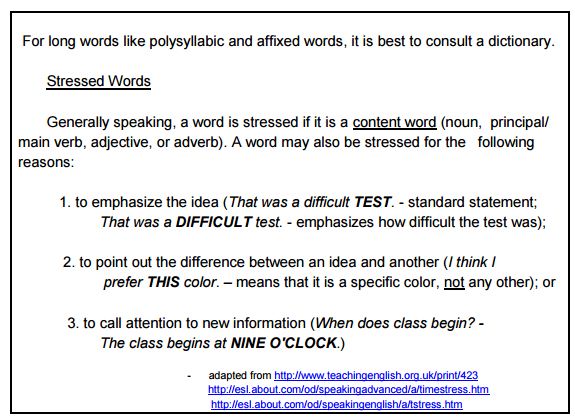 For long words like polysyllabic and affixed words, it is best to consult a dictionary.
Stressed Words
Generally speaking, a word is stressed if it is a content word (noun, principal/
main verb, adjective, or adverb). A word may also be stressed for the following
reasons:
1. to emphasize the idea (That was a difficult TEST. - standard statement;
That was a DIFFICULT test. - emphasizes how difficult the test was);
2. to point out the difference between an idea and another (I think I
prefer THIS color. – means that it is a specific color, not any other); or
3. to call attention to new information (When does class begin? -
The class begins at NINE O'CLOCK.)
- adapted from http://www.teachingenglish.org.uk/print/423
http://esl.about.com/od/speakingadvanced/a/timestress.htm
http://esl.about.com/od/speakingenglish/a/tstress.htm